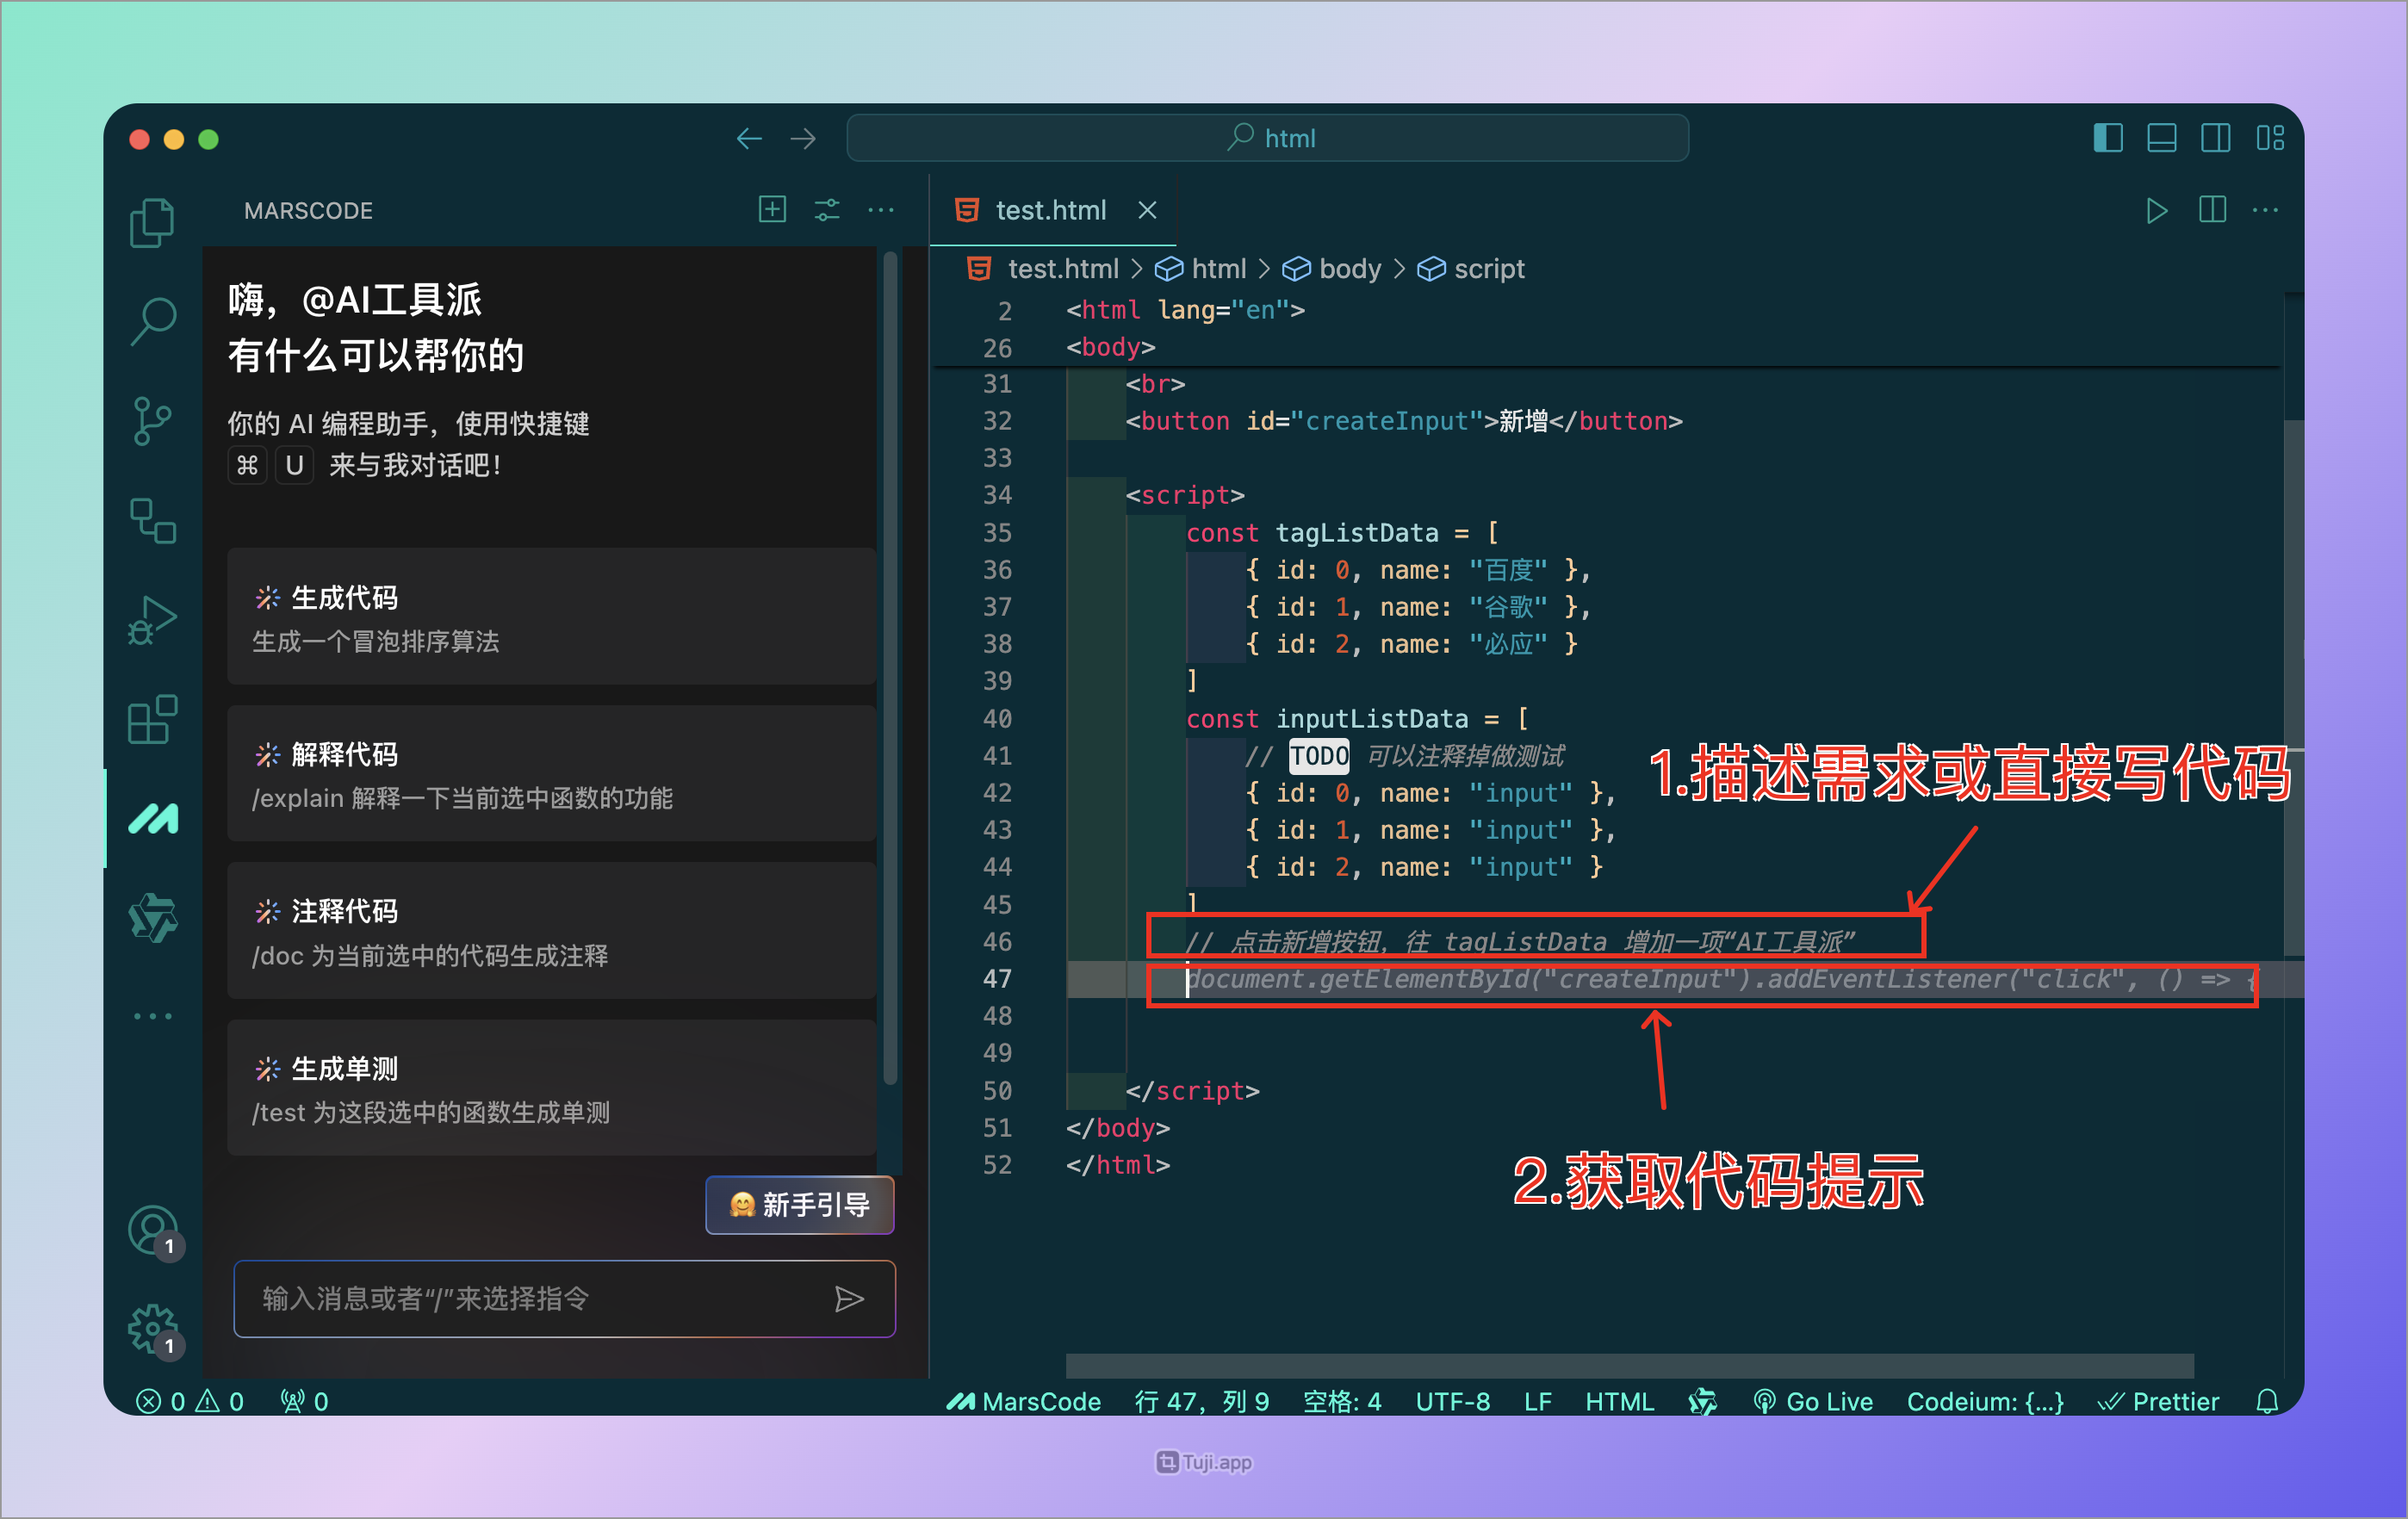 html
MARSCODE
嗨，@AI工具派
有什么可以帮你的
你的 AI 编程助手，使用快捷键
⌘ U 来与我对话吧！
生成代码
生成一个冒泡排序算法
解释代码
/explain 解释一下当前选中函数的功能
注释代码
/doc 为当前选中的代码生成注释
生成单测
/test 为这段选中的函数生成单测
🤗 新手引导
输入消息或者“/”来选择指令
1
1
test.html
test.html > html > body > script
2 <html lang="en">
26 <body>
31 <br>
32 <button id="createInput">新增</button>
33
34 <script>
35 const tagListData = [
36 { id: 0, name: "百度" },
37 { id: 1, name: "谷歌" },
38 { id: 2, name: "必应" }
39 ]
40 const inputListData = [
41 // TODO 可以注释掉做测试
42 { id: 0, name: "input" },
43 { id: 1, name: "input" },
44 { id: 2, name: "input" }
45 ]
46 // 点击新增按钮，往 tagListData 增加一项“AI工具派”
47 document.getElementById("createInput").addEventListener("click", () => {
48
49
50 </script>
51 </body>
52 </html>
1.描述需求或直接写代码
2.获取代码提示
0 0 0
MarsCode 行 47，列 9 空格: 4 UTF-8 LF HTML Go Live Codeium: {...} Prettier
Tuji.app